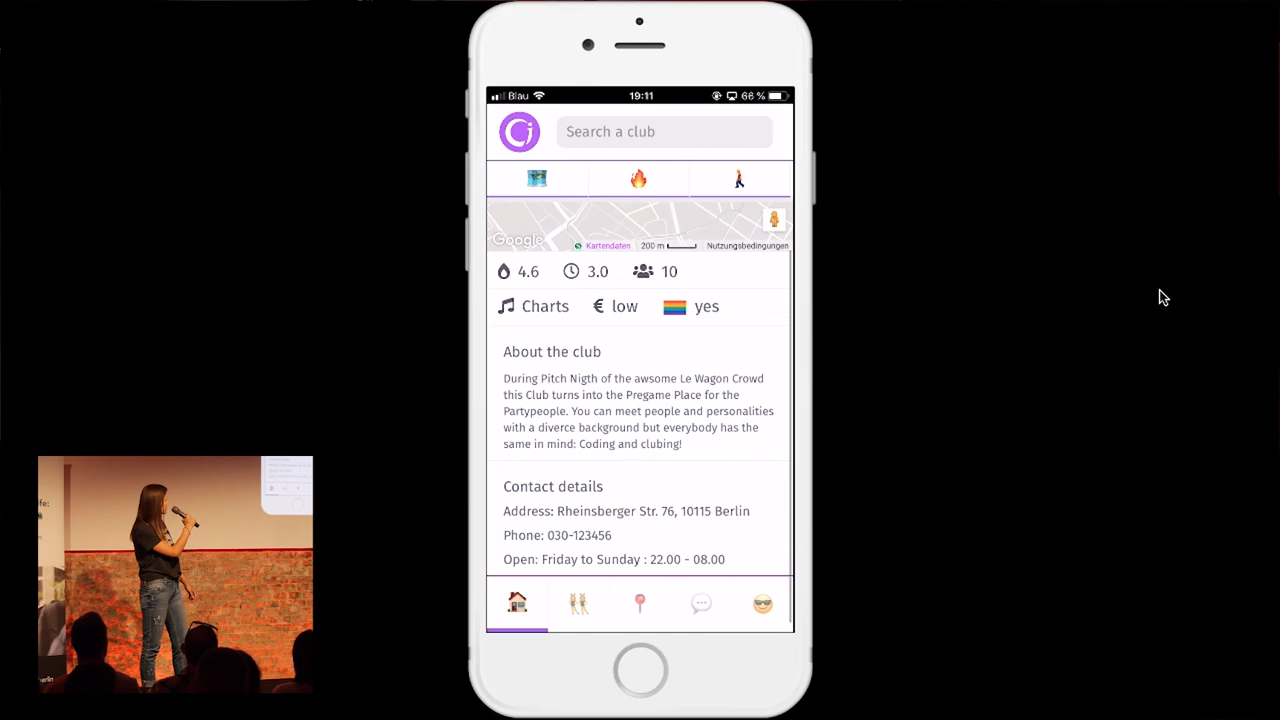 Blau
19:11
66 %
Cj
Search a club
Google
Kartendaten
200 m
Nutzungsbedingungen
4.6
3.0
10
Charts
€ low
yes
About the club
During Pitch Nigth of the awsome Le Wagon Crowd
this Club turns into the Pregame Place for the
Partypeople. You can meet people and personalities
with a diverce background but everybody has the
same in mind: Coding and clubing!
Contact details
Address: Rheinsberger Str. 76, 10115 Berlin
Phone: 030-123456
Open: Friday to Sunday : 22.00 - 08.00
ife:
erlin